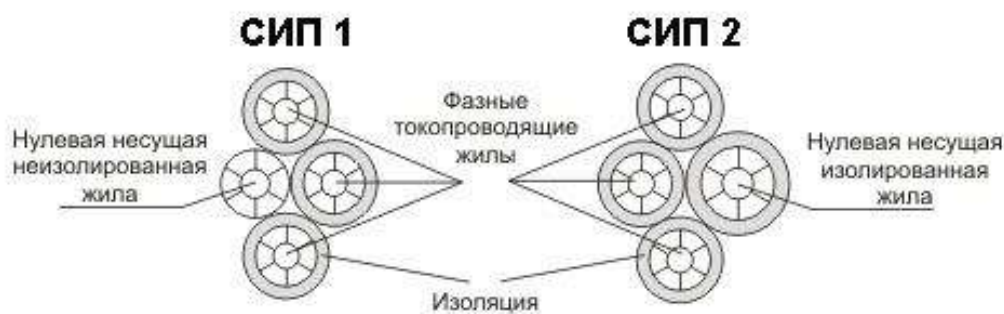 СИП 1
СИП 2
Нулевая несущая
неизолированная
жила
Фазные
токопроводящие
жилы
Нулевая несущая
изолированная
жила
Изоляция